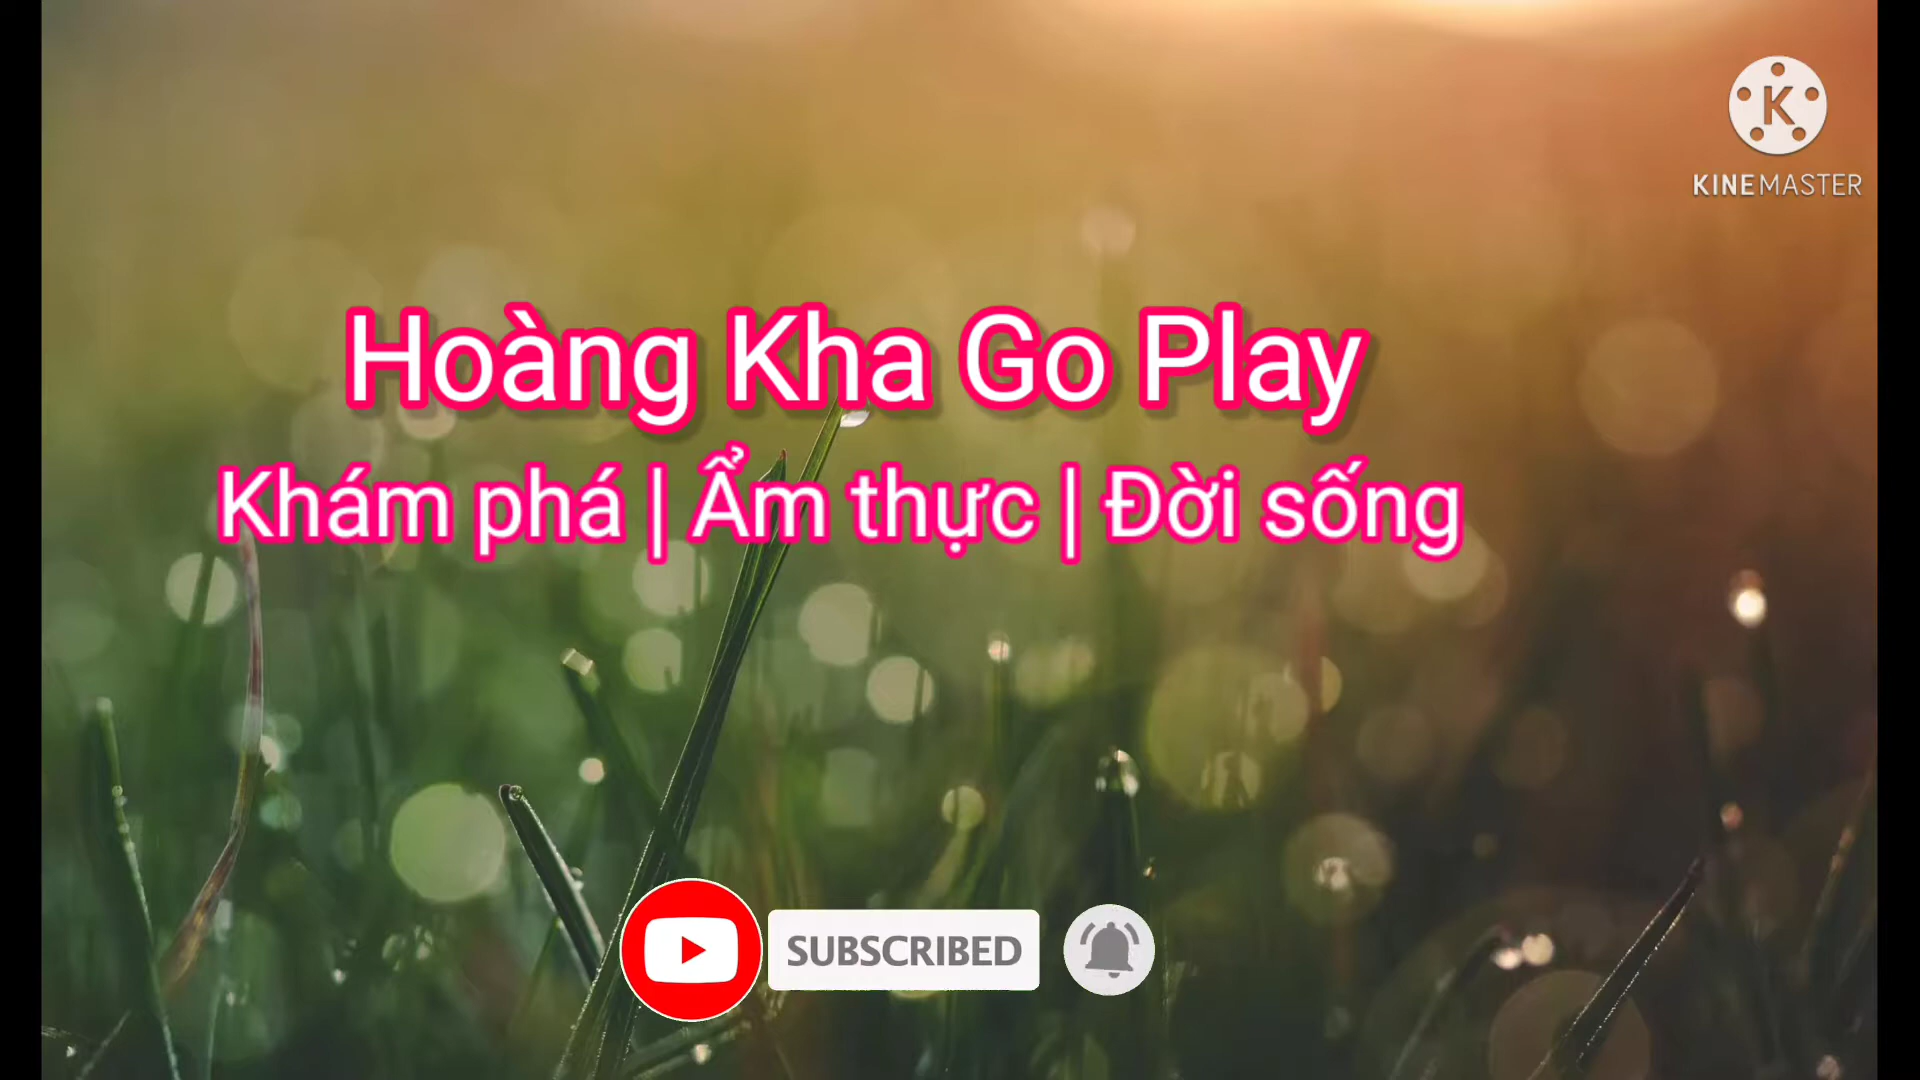 KINEMASTER
Hoàng Kha Go Play
Khám phá | Ẩm thực | Đời sống
SUBSCRIBED